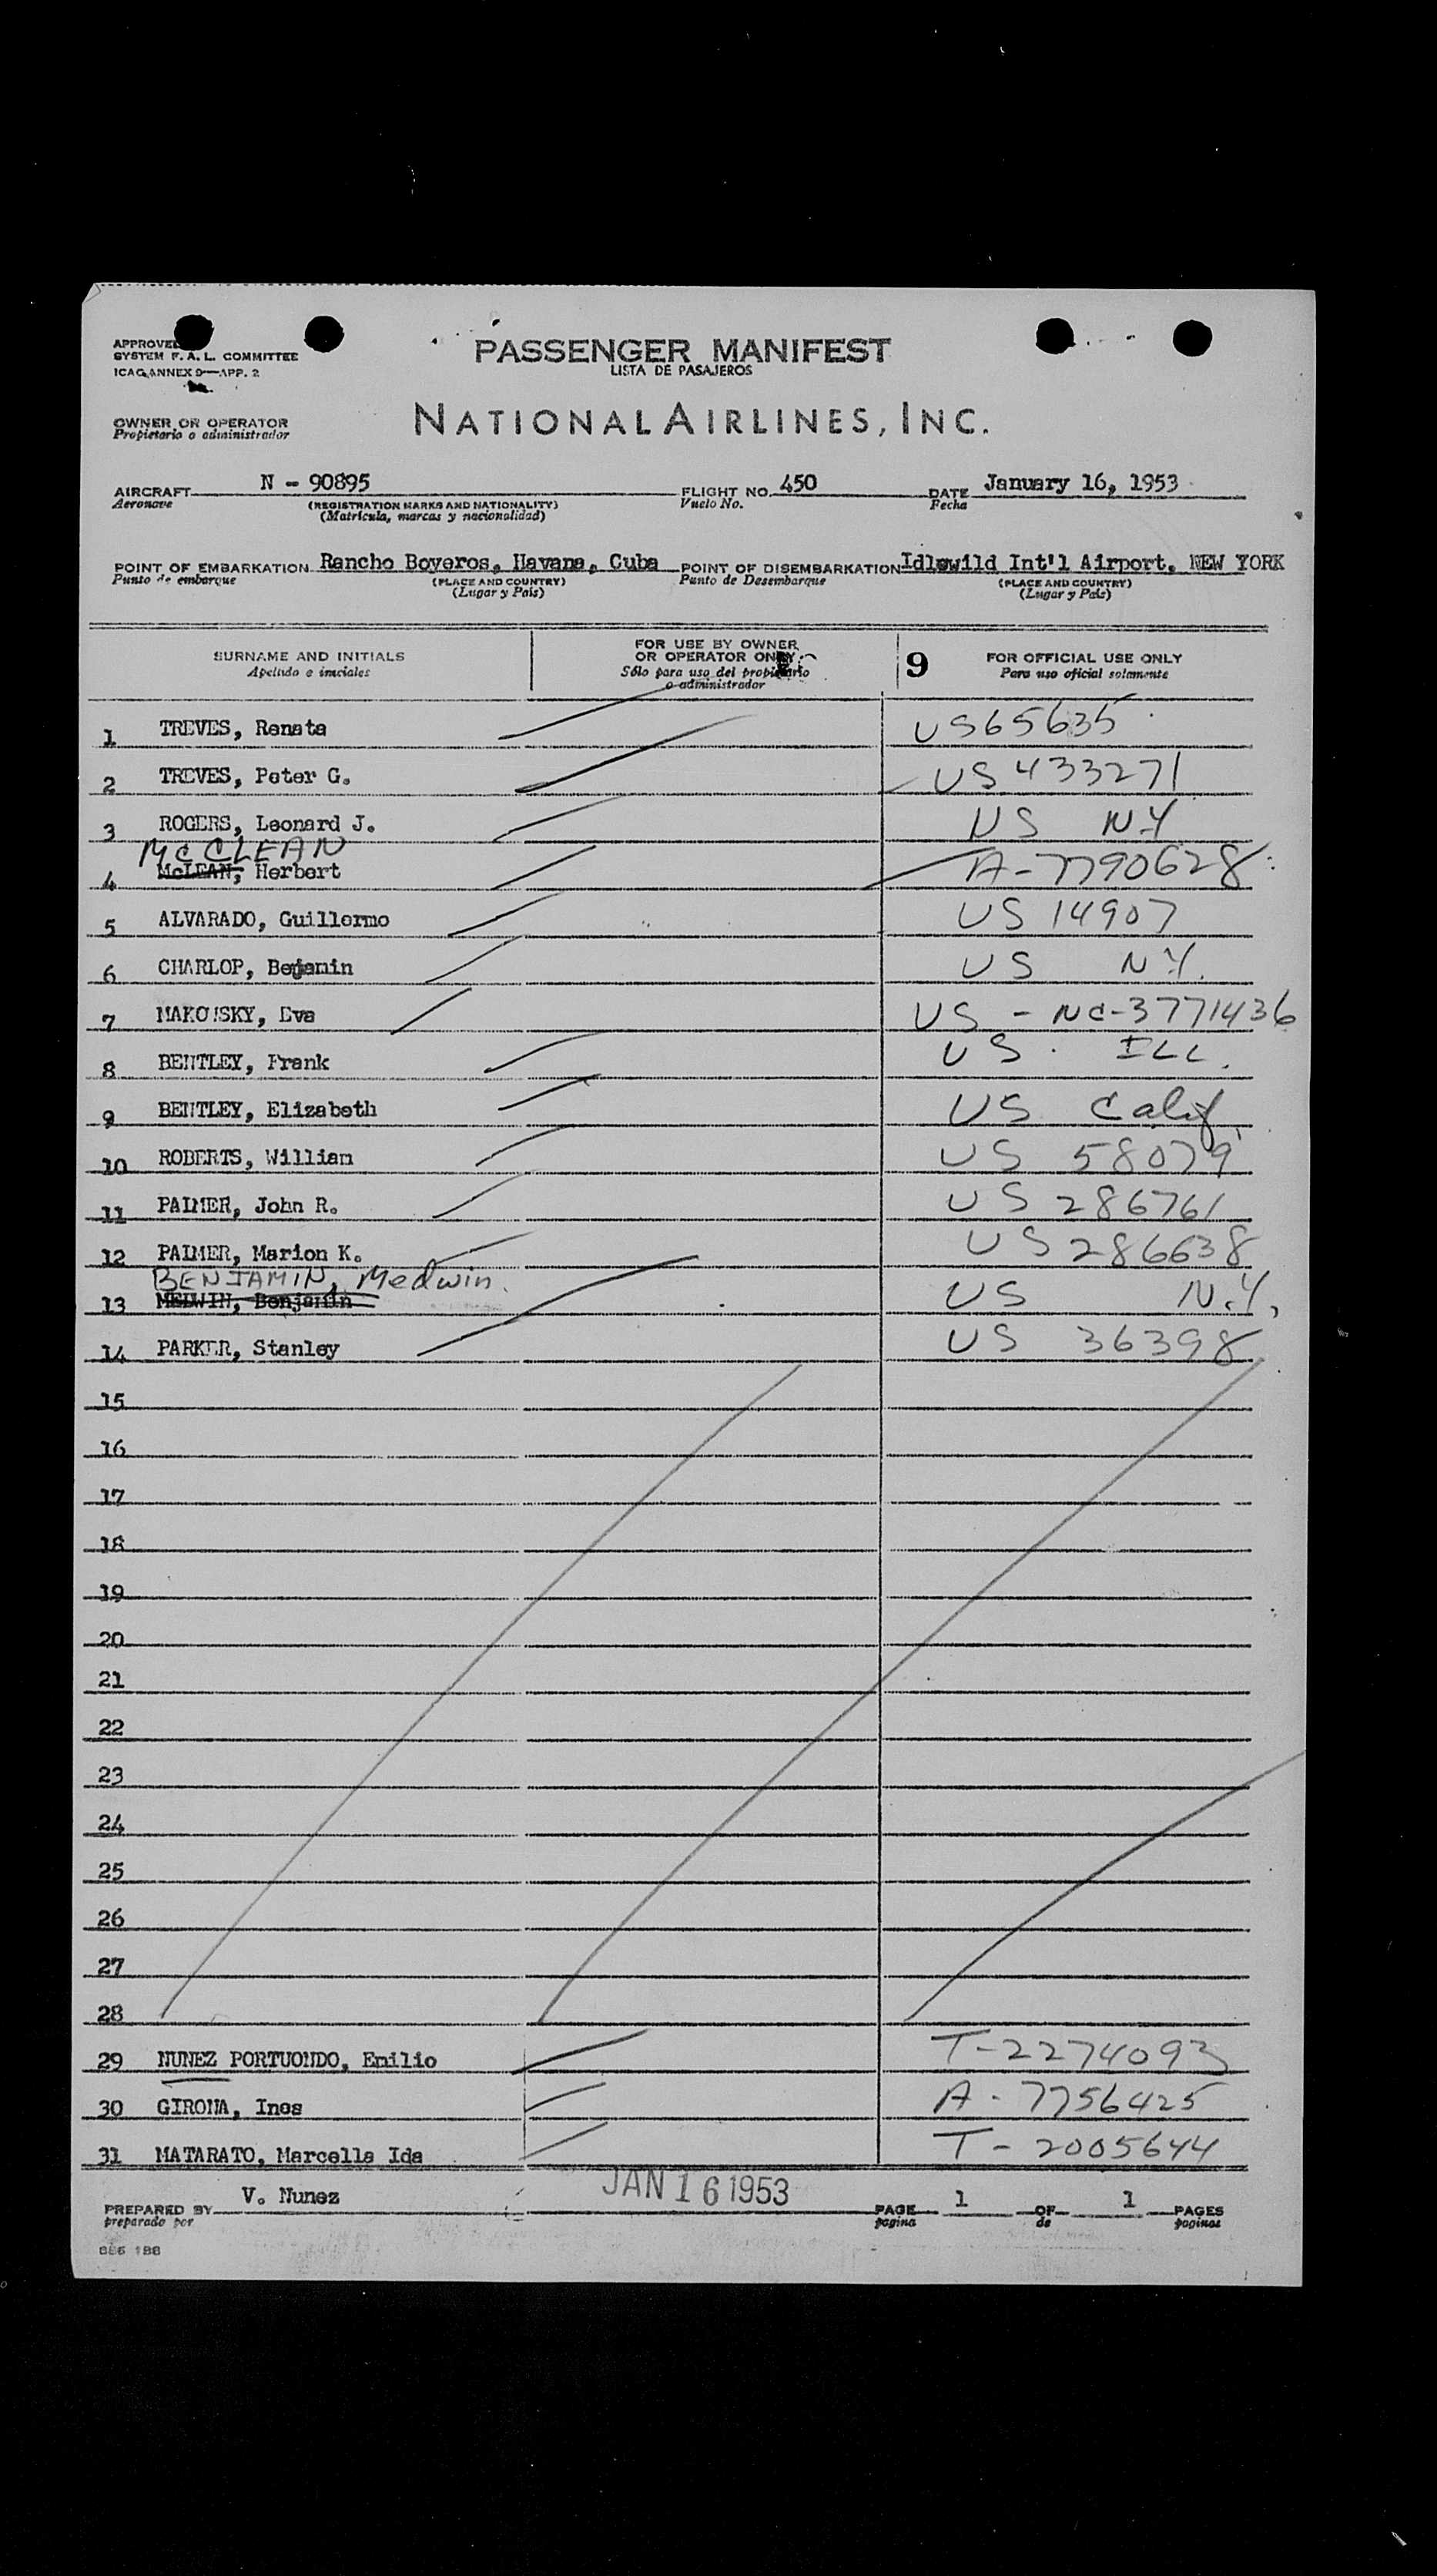 APPROVED
SYSTEM F. A. L. COMMITTEE
ICAO ANNEX 9—APP. 2
PASSENGER MANIFEST
LISTA DE PASAJEROS
OWNER OR OPERATOR
Propietario o administrador
NATIONAL AIRLINES, INC.
AIRCRAFT N - 90895 FLIGHT NO. 450 DATE January 16, 1953
Aeronave (REGISTRATION MARKS AND NATIONALITY) Vuelo No. Fecha
(Matrícula, marcas y nacionalidad)
POINT OF EMBARKATION Rancho Boyeros, Havana, Cuba POINT OF DISEMBARKATION Idlewild Int'l Airport, NEW YORK
Punto de embarque (PLACE AND COUNTRY) Punto de Desembarque (PLACE AND COUNTRY)
(Lugar y País) (Lugar y País)
SURNAME AND INITIALS
Apellido e iniciales
FOR USE BY OWNER
OR OPERATOR ONLY
Sólo para uso del propietario
o administrador
9 FOR OFFICIAL USE ONLY
Para uso oficial solamente
1 TREVES, Renata US65635
2 TREVES, Peter G. US 433271
3 ROGERS, Leonard J. US N.Y
McCLEAN
4 McLEAN, Herbert A-7790628
5 ALVARADO, Guillermo US 14907
6 CHARLOP, Benjamin US N.Y.
7 MAKOWSKY, Eva US - NC-3771436
8 BENTLEY, Frank US. ILL.
9 BENTLEY, Elizabeth US Calif
10 ROBERTS, William US 58079
11 PALMER, John R. US 286761
12 PALMER, Marion K. US 286638
BENJAMIN, Medwin.
13 MEDWIN, Benjamin US N.Y.
14 PARKER, Stanley US 36398
15
16
17
18
19
20
21
22
23
24
25
26
27
28
29 NUNEZ PORTUONDO, Emilio T-2274093
30 GIRONA, Ines A-7756425
31 MATARATO, Marcella Ida T-2005644
PREPARED BY V. Nunez JAN 16 1953 PAGE 1 OF 1 PAGES
preparado por pagina de paginas